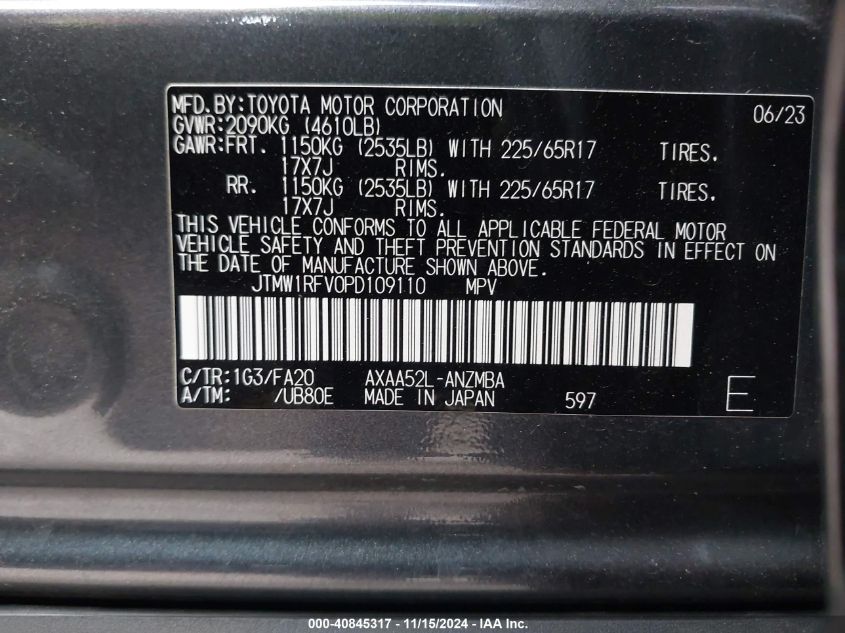 MFD.BY:TOYOTA MOTOR CORPORATION 06/23
GVWR:2090KG (4610LB)
GAWR:FRT. 1150KG (2535LB) WITH 225/65R17 TIRES.
17X7J RIMS.
RR. 1150KG (2535LB) WITH 225/65R17 TIRES.
17X7J RIMS.
THIS VEHICLE CONFORMS TO ALL APPLICABLE FEDERAL MOTOR
VEHICLE SAFETY AND THEFT PREVENTION STANDARDS IN EFFECT ON
THE DATE OF MANUFACTURE SHOWN ABOVE.
JTMW1RFV0PD109110 MPV
C/TR:1G3/FA20 AXAA52L-ANZMBA
A/TM: /UB80E MADE IN JAPAN 597 E
000-40845317 - 11/15/2024 - IAA Inc.